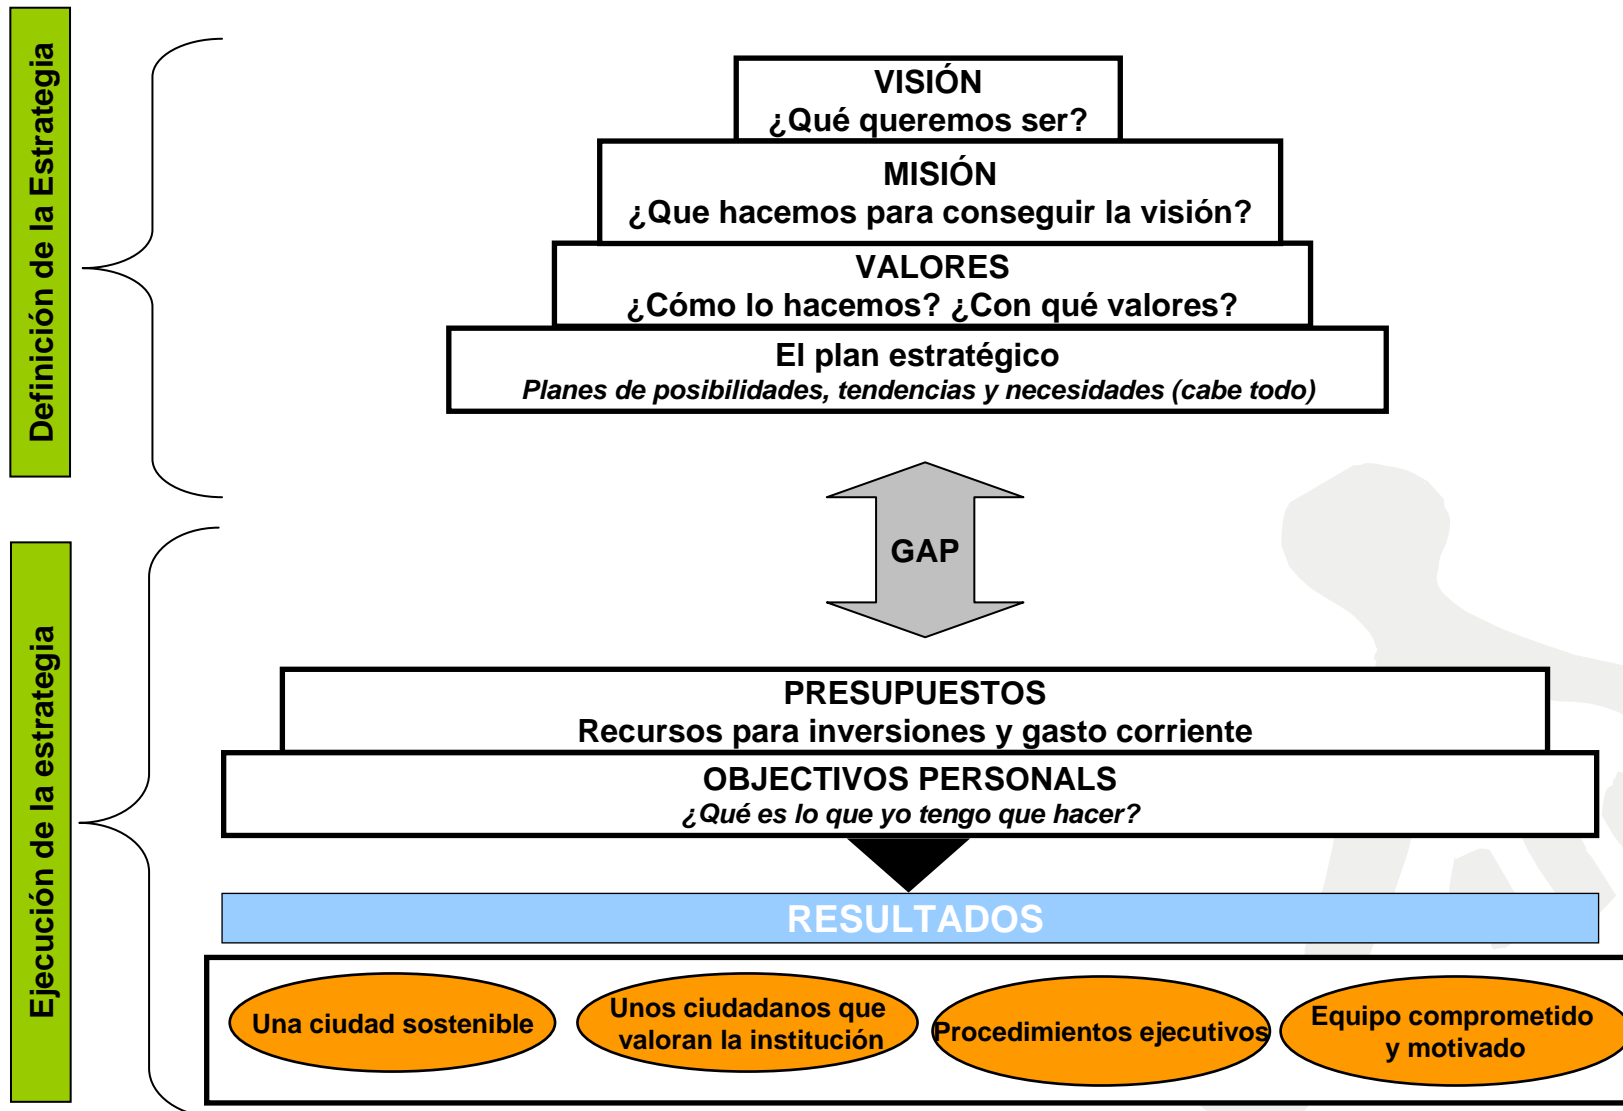 Definición de la Estrategia
VISIÓN
¿Qué queremos ser?
MISIÓN
¿Que hacemos para conseguir la visión?
VALORES
¿Cómo lo hacemos? ¿Con qué valores?
El plan estratégico
Planes de posibilidades, tendencias y necesidades (cabe todo)
GAP
Ejecución de la estrategia
PRESUPUESTOS
Recursos para inversiones y gasto corriente
OBJECTIVOS PERSONALS
¿Qué es lo que yo tengo que hacer?
RESULTADOS
Una ciudad sostenible
Unos ciudadanos que
valoran la institución
Procedimientos ejecutivos
Equipo comprometido
y motivado